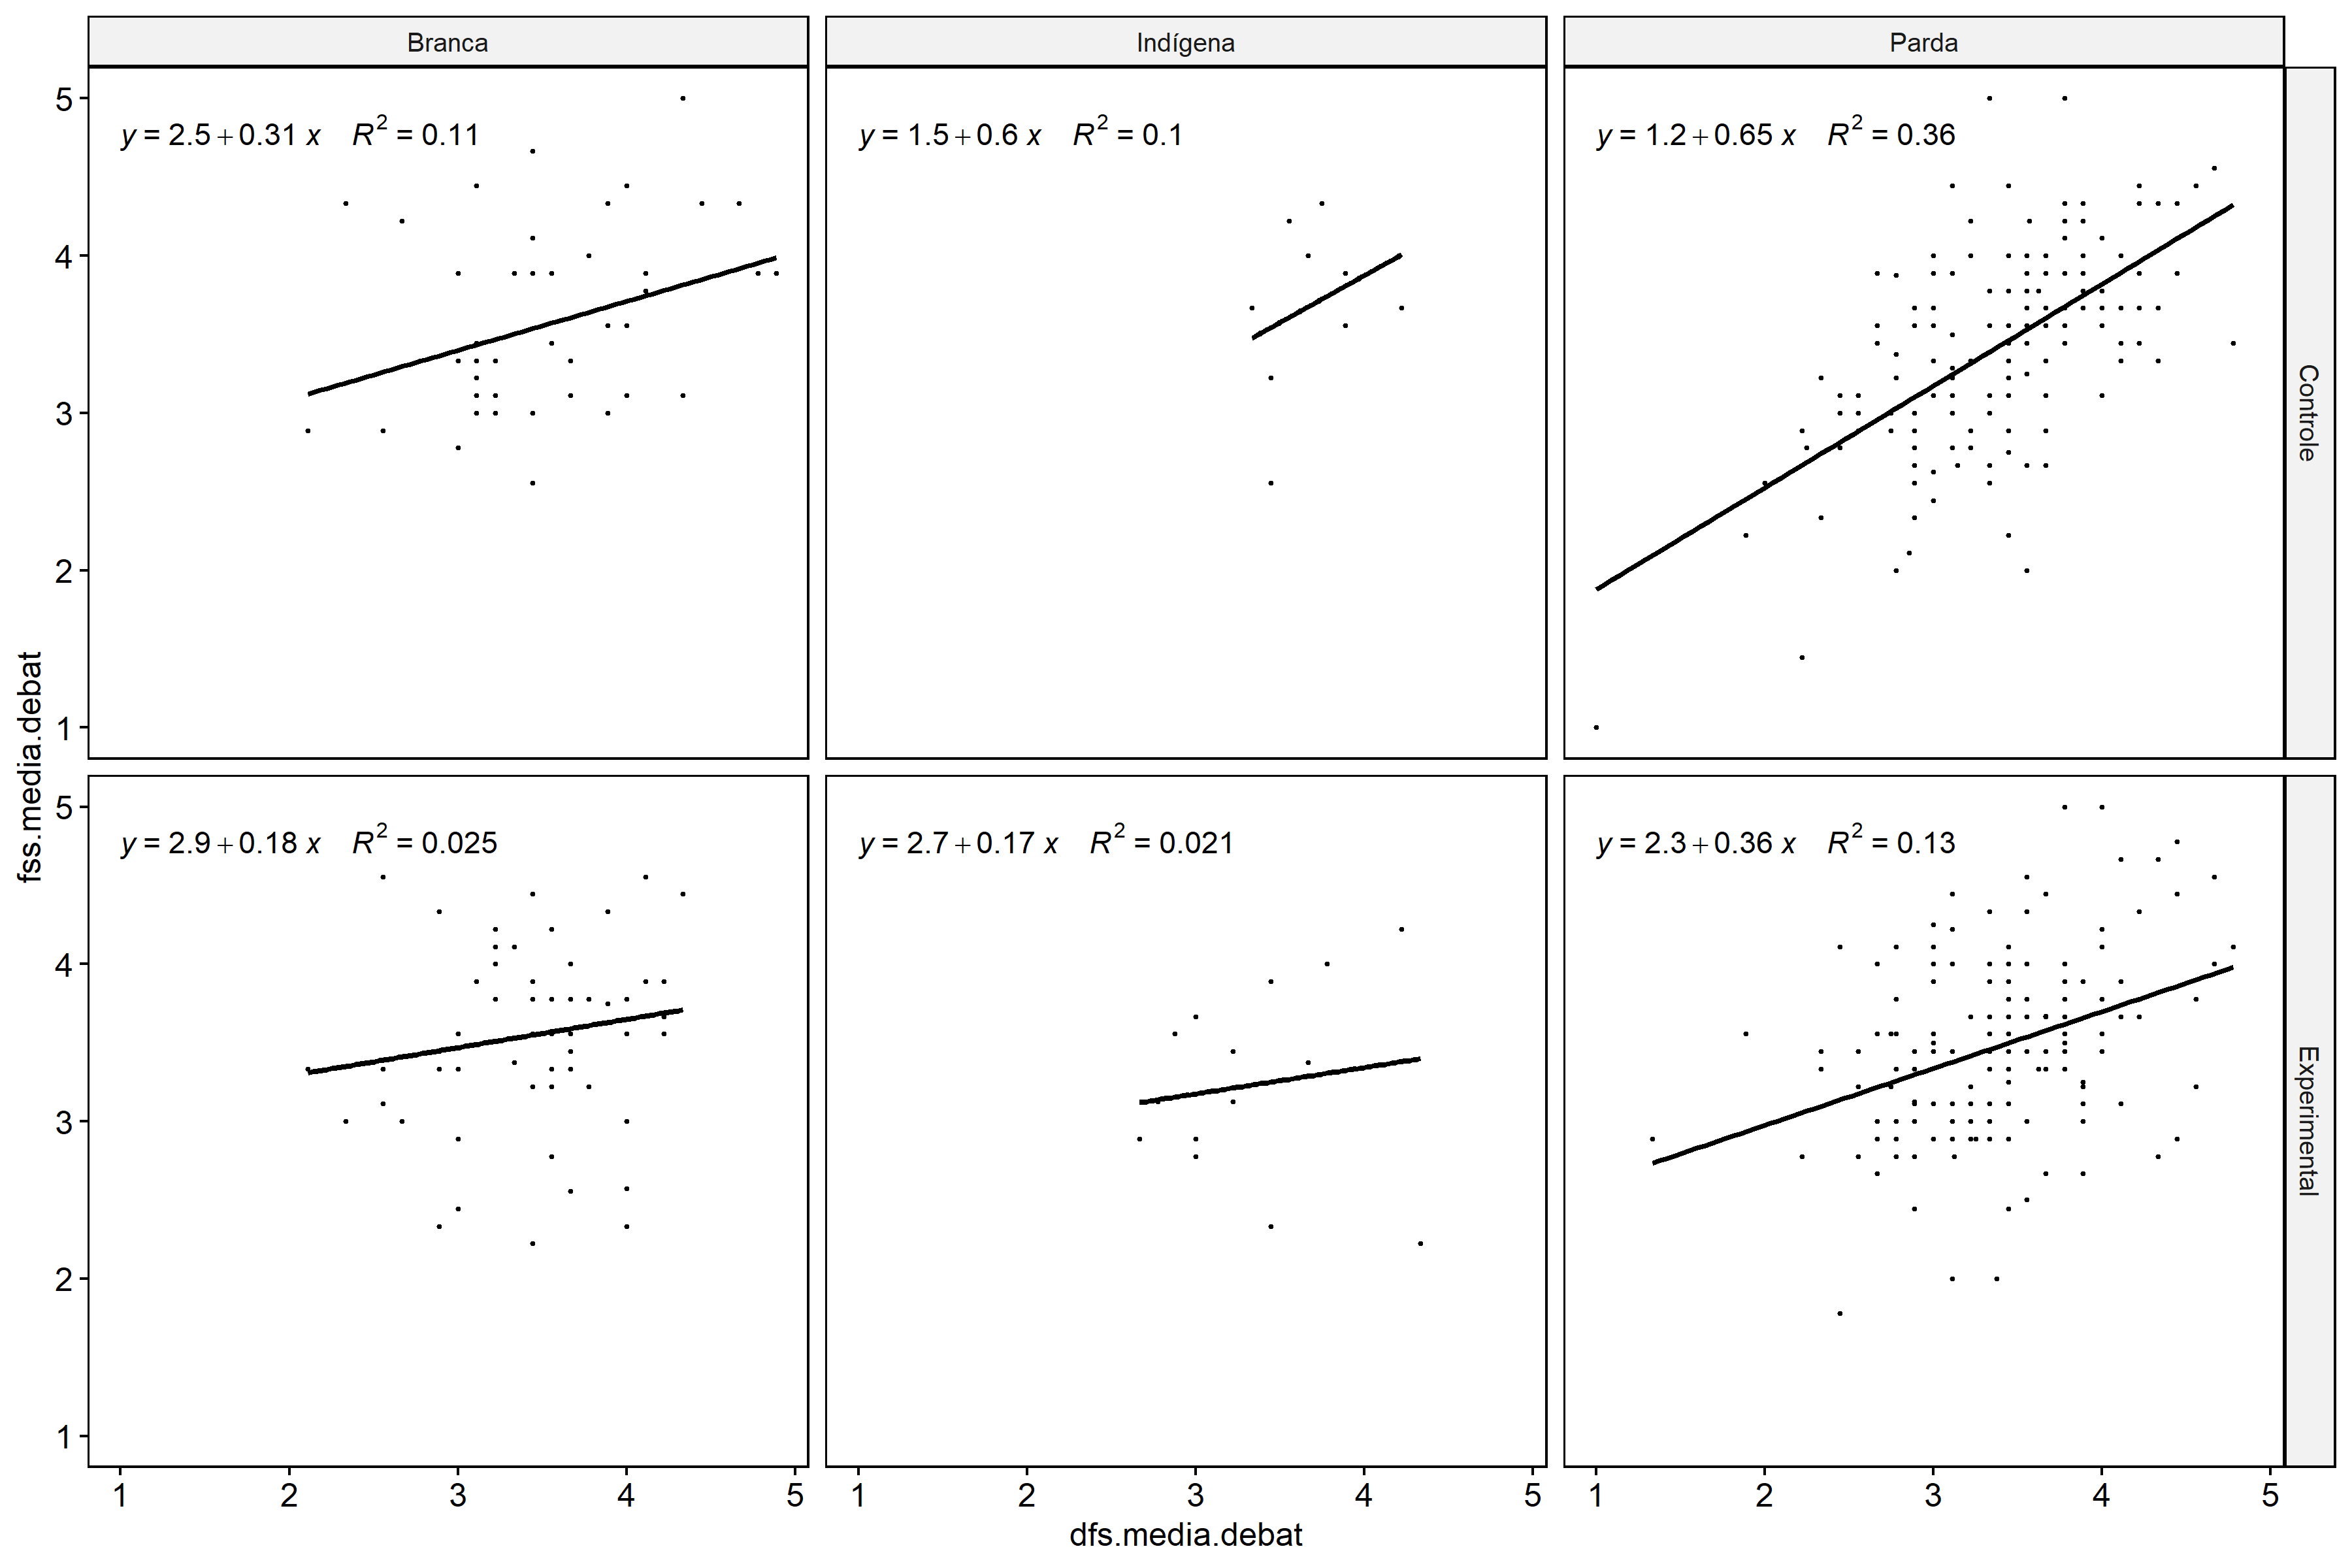 Branca
Indígena
Parda
y = 2.5 + 0.31 x R² = 0.11
y = 1.5 + 0.6 x R² = 0.1
y = 1.2 + 0.65 x R² = 0.36
5
4
3
2
1
Controle
y = 2.9 + 0.18 x R² = 0.025
y = 2.7 + 0.17 x R² = 0.021
y = 2.3 + 0.36 x R² = 0.13
5
4
3
2
1
Experimental
fss.media.debat
1 2 3 4 5
1 2 3 4 5
1 2 3 4 5
dfs.media.debat